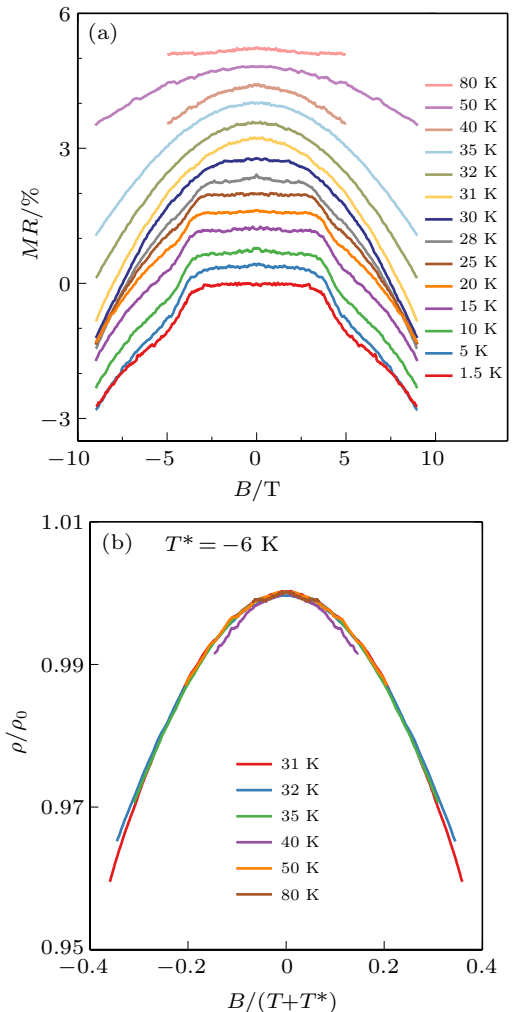 (a)
MR/%
6
3
0
−3
−10
−5
0
5
10
B/T
80 K
50 K
40 K
35 K
32 K
31 K
30 K
28 K
25 K
20 K
15 K
10 K
5 K
1.5 K
(b)
T* = −6 K
ρ/ρ₀
1.01
0.99
0.97
0.95
−0.4
−0.2
0
0.2
0.4
B/(T+T*)
31 K
32 K
35 K
40 K
50 K
80 K